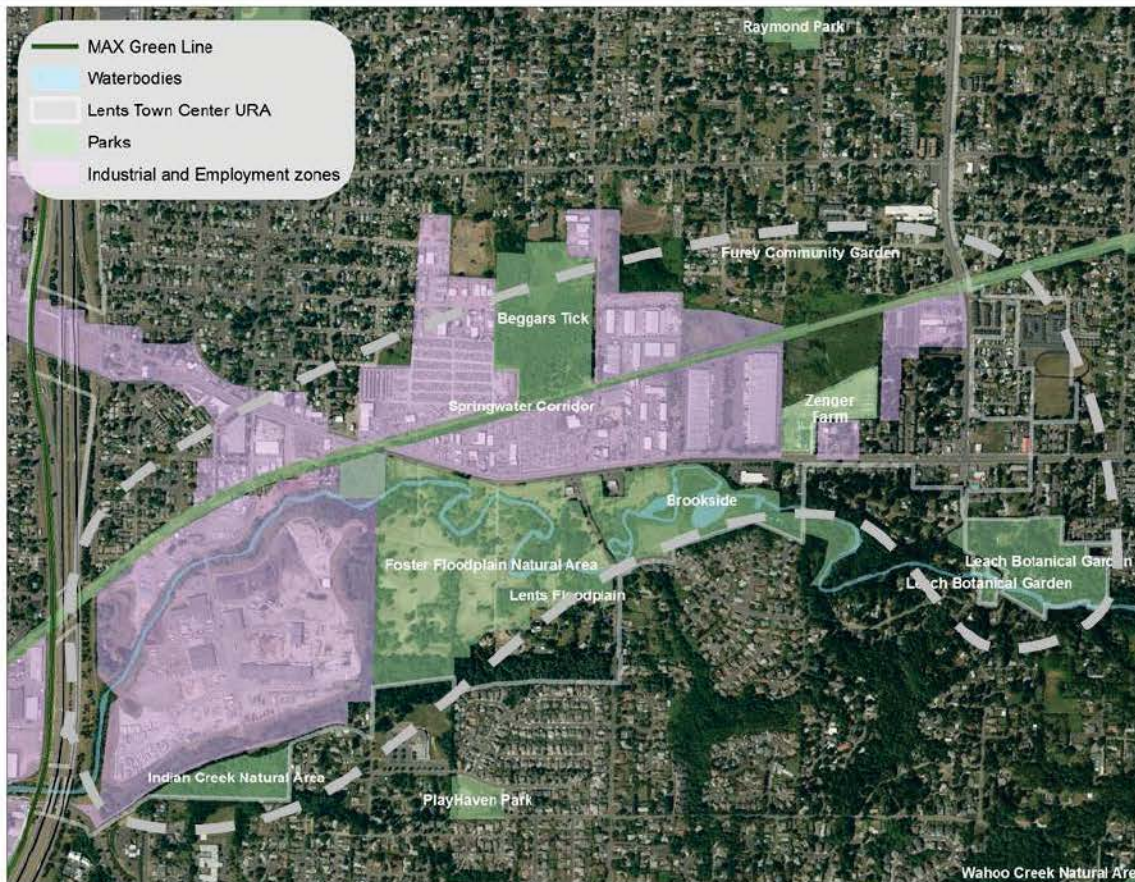 Raymond Park
MAX Green Line
Waterbodies
Lents Town Center URA
Parks
Industrial and Employment zones
Furey Community Garden
Beggars Tick
Springwater Corridor
Zenger
Farm
Brookside
Foster Floodplain Natural Area
Leach Botanical Garden
Leach Botanical Garden
Lents Floodplain
Indian Creek Natural Area
PlayHaven Park
Wahoo Creek Natural Are